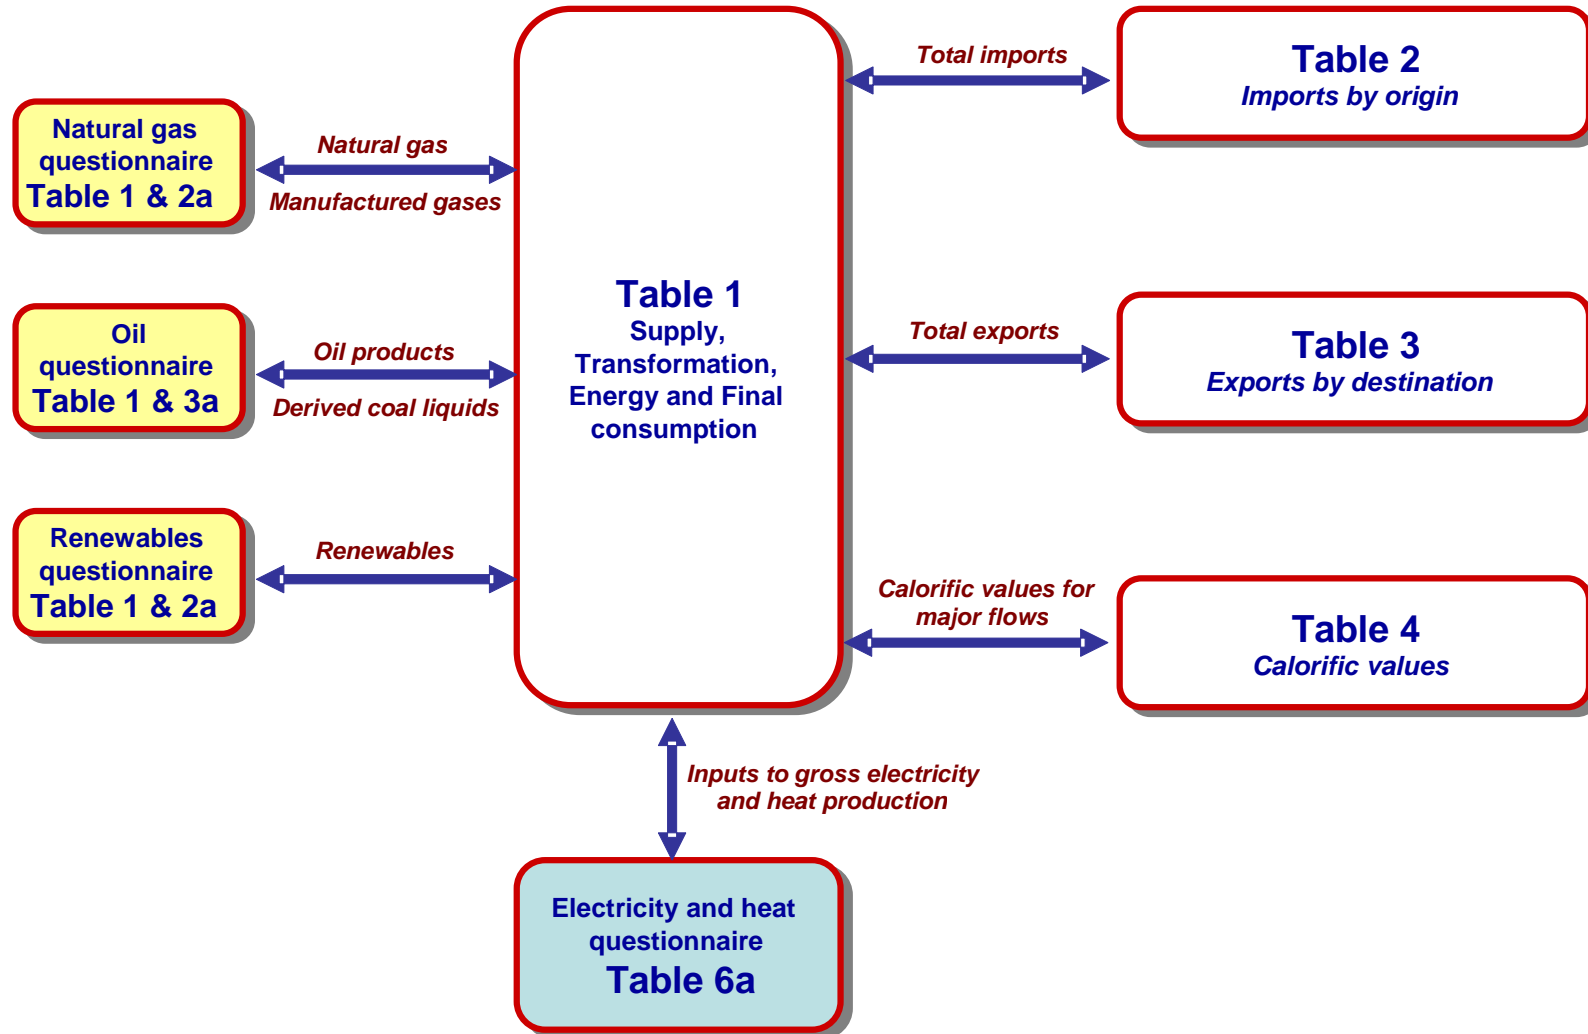 Natural gas
questionnaire
Table 1 & 2a
Natural gas
Manufactured gases
Oil
questionnaire
Table 1 & 3a
Oil products
Derived coal liquids
Renewables
questionnaire
Table 1 & 2a
Renewables
Table 1
Supply,
Transformation,
Energy and Final
consumption
Total imports
Table 2
Imports by origin
Total exports
Table 3
Exports by destination
Calorific values for
major flows
Table 4
Calorific values
Inputs to gross electricity
and heat production
Electricity and heat
questionnaire
Table 6a